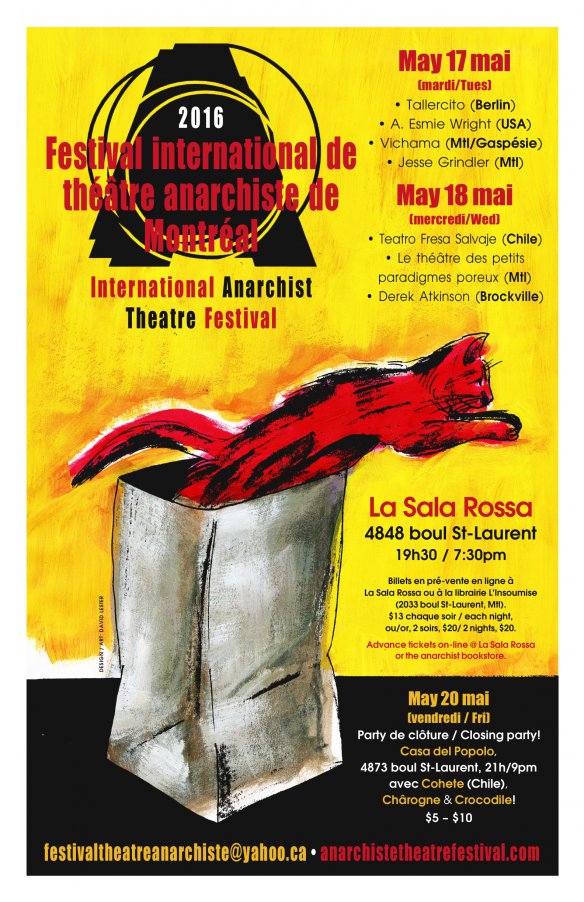 2016
Festival international de
théâtre anarchiste de
Montréal
International Anarchist
Theatre Festival
May 17 mai
(mardi/Tues)
• Tallercito (Berlin)
• A. Esmie Wright (USA)
• Vichama (Mtl/Gaspésie)
• Jesse Grindler (Mtl)
May 18 mai
(mercredi/Wed)
• Teatro Fresa Salvaje (Chile)
• Le théâtre des petits
paradigmes poreux (Mtl)
• Derek Atkinson (Brockville)
La Sala Rossa
4848 boul St-Laurent
19h30 / 7:30pm
Billets en pré-vente en ligne à
La Sala Rossa ou à la librairie L'Insoumise
(2033 boul St-Laurent, Mtl).
$13 chaque soir / each night,
ou/or, 2 soirs, $20/ 2 nights, $20.
Advance tickets on-line @ La Sala Rossa
or the anarchist bookstore.
DESIGN / ART: DAVID LESTER
May 20 mai
(vendredi / Fri)
Party de clôture / Closing party!
Casa del Popolo,
4873 boul St-Laurent, 21h/9pm
avec Cohete (Chile),
Chârogne & Crocodile!
$5 – $10
festivaltheatreanarchiste@yahoo.ca • anarchistetheatrefestival.com